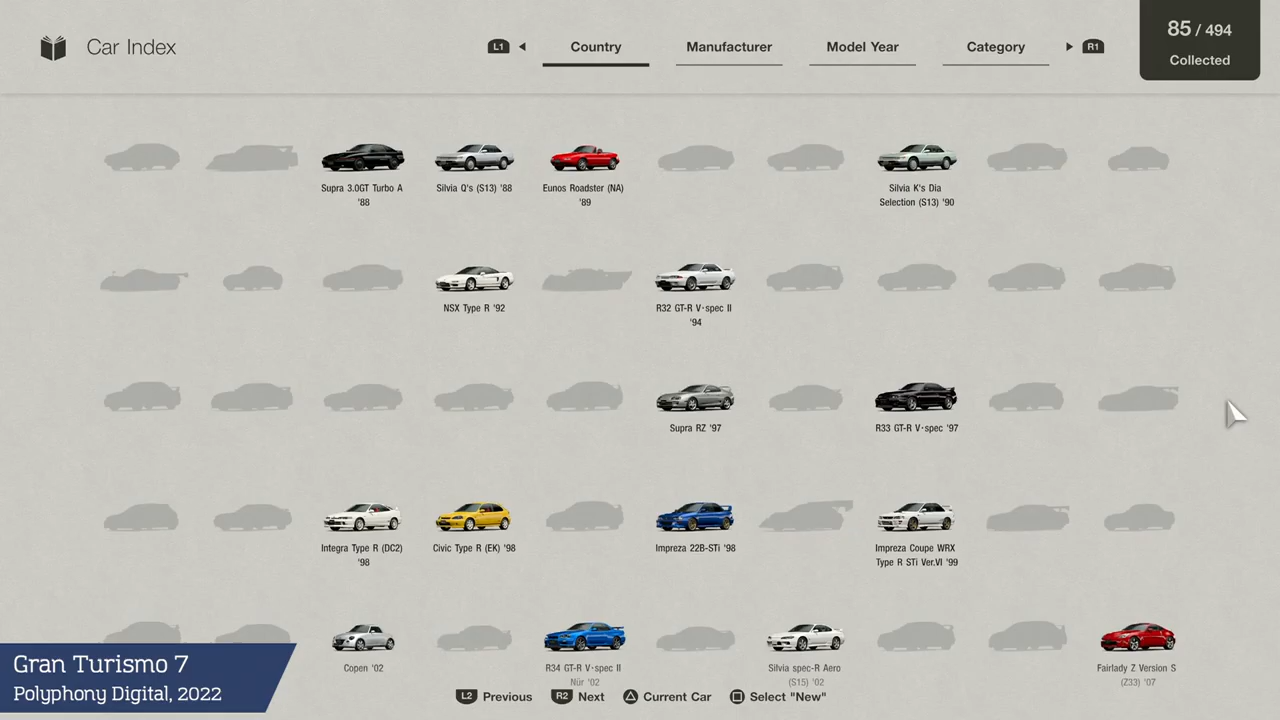 Car Index
L1
Country
Manufacturer
Model Year
Category
R1
85 / 494
Collected
Supra 3.0GT Turbo A
'88
Silvia Q's (S13) '88
Eunos Roadster (NA)
'89
Silvia K's Dia
Selection (S13) '90
NSX Type R '92
R32 GT-R V·spec II
'94
Supra RZ '97
R33 GT-R V·spec '97
Integra Type R (DC2)
'98
Civic Type R (EK) '98
Impreza 22B-STi '98
Impreza Coupe WRX
Type R STi Ver.VI '99
Copen '02
R34 GT-R V·spec II
Nür '02
Silvia spec-R Aero
(S15) '02
Fairlady Z Version S
(Z33) '07
Gran Turismo 7
Polyphony Digital, 2022
L2 Previous
R2 Next
Current Car
Select "New"